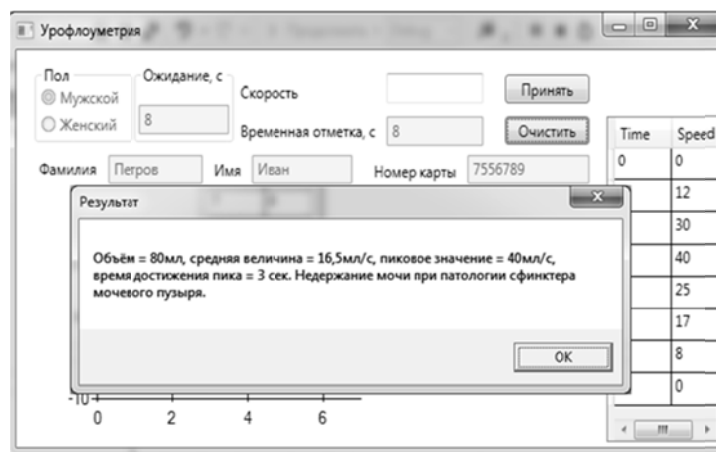 Урофлоуметрия
Пол
Мужской
Женский
Ожидание, с
8
Скорость
Принять
Временная отметка, с
8
Очистить
Фамилия Петров Имя Иван Номер карты 7556789
Time Speed
0 0
12
30
40
25
17
8
0
Результат
Объём = 80мл, средняя величина = 16,5мл/с, пиковое значение = 40мл/с,
время достижения пика = 3 сек. Недержание мочи при патологии сфинктера
мочевого пузыря.
OK
-10
0 2 4 6